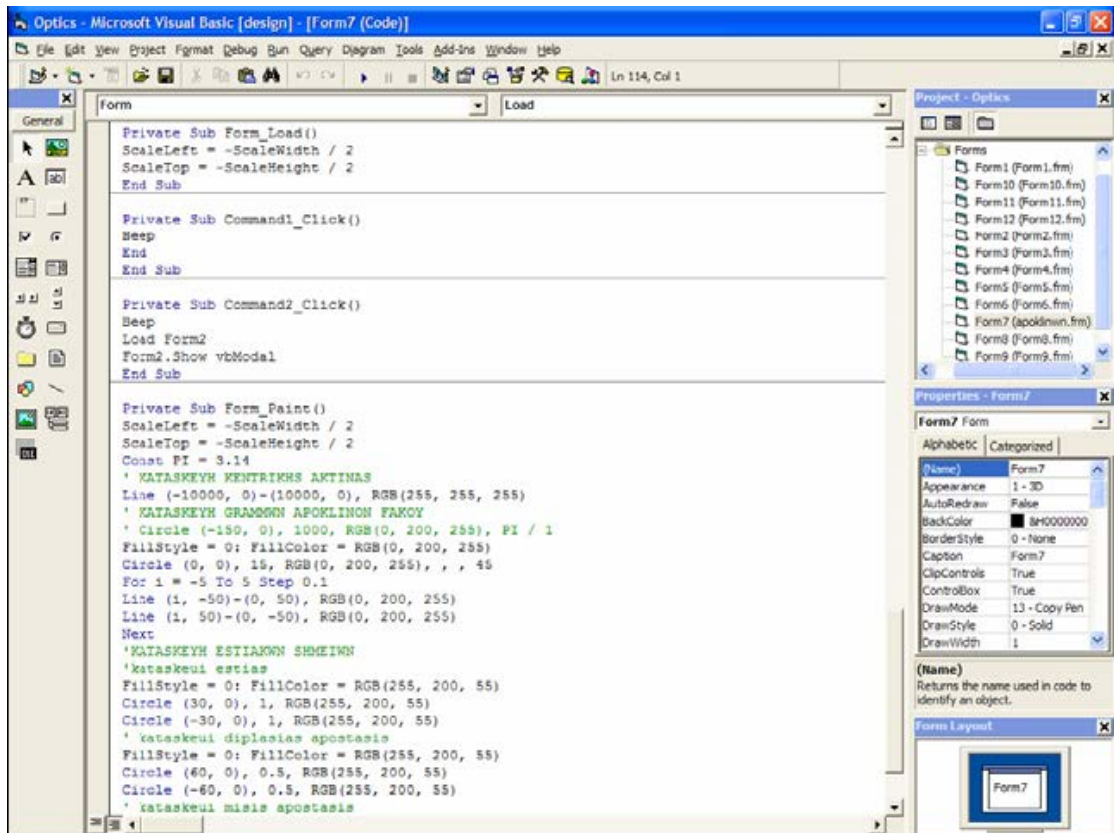 Optics - Microsoft Visual Basic [design] - [Form7 (Code)]
File Edit View Project Format Debug Run Query Diagram Tools Add-Ins Window Help
Ln 114, Col 1
General
Form
Load
Private Sub Form_Load()
ScaleLeft = -ScaleWidth / 2
ScaleTop = -ScaleHeight / 2
End Sub
Private Sub Command1_Click()
Beep
End
End Sub
Private Sub Command2_Click()
Beep
Load Form2
Form2.Show vbModal
End Sub
Private Sub Form_Paint()
ScaleLeft = -ScaleWidth / 2
ScaleTop = -ScaleHeight / 2
Const PI = 3.14
' KATASKEYH KENTRIKHS AKTINAS
Line (-10000, 0)-(10000, 0), RGB(255, 255, 255)
' KATASKEYH GRAMMWN APOKLINON FAKOY
' Circle (-150, 0), 1000, RGB(0, 200, 255), PI / 1
FillStyle = 0: FillColor = RGB(0, 200, 255)
Circle (0, 0), 15, RGB(0, 200, 255), , , 45
For i = -5 To 5 Step 0.1
Line (i, -50)-(0, 50), RGB(0, 200, 255)
Line (i, 50)-(0, -50), RGB(0, 200, 255)
Next
'KATASKEYH ESTIAKWN SHMEIWN
'kataskeui estias
FillStyle = 0: FillColor = RGB(255, 200, 55)
Circle (30, 0), 1, RGB(255, 200, 55)
Circle (-30, 0), 1, RGB(255, 200, 55)
' kataskeui diplasias apostasis
FillStyle = 0: FillColor = RGB(255, 200, 55)
Circle (60, 0), 0.5, RGB(255, 200, 55)
Circle (-60, 0), 0.5, RGB(255, 200, 55)
' kataskeui misis apostasis
Project - Optics
Forms
Form1 (Form1.frm)
Form10 (Form10.frm)
Form11 (Form11.frm)
Form12 (Form12.frm)
Form2 (Form2.frm)
Form3 (Form3.frm)
Form4 (Form4.frm)
Form5 (Form5.frm)
Form6 (Form6.frm)
Form7 (apoklinwn.frm)
Form8 (Form8.frm)
Form9 (Form9.frm)
Properties - Form7
Form7 Form
Alphabetic Categorized
(Name) Form7
Appearance 1 - 3D
AutoRedraw False
BackColor &H0000000
BorderStyle 0 - None
Caption Form7
ClipControls True
ControlBox True
DrawMode 13 - Copy Pen
DrawStyle 0 - Solid
DrawWidth 1
(Name)
Returns the name used in code to
identify an object.
Form Layout
Form7